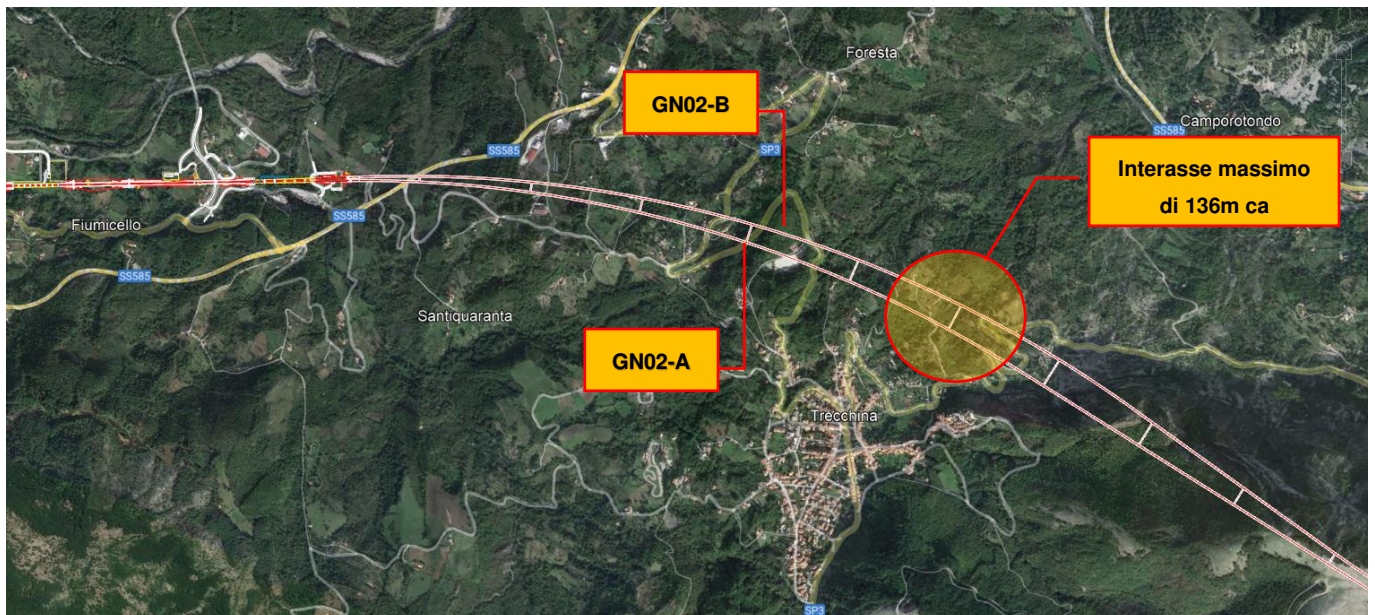 Foresta
GN02-B
Camporotondo
SS585
SS585
SP3
Interasse massimo
di 136m ca
Fiumicello
SS585
SS585
Santiquaranta
GN02-A
Trecchina
SP3